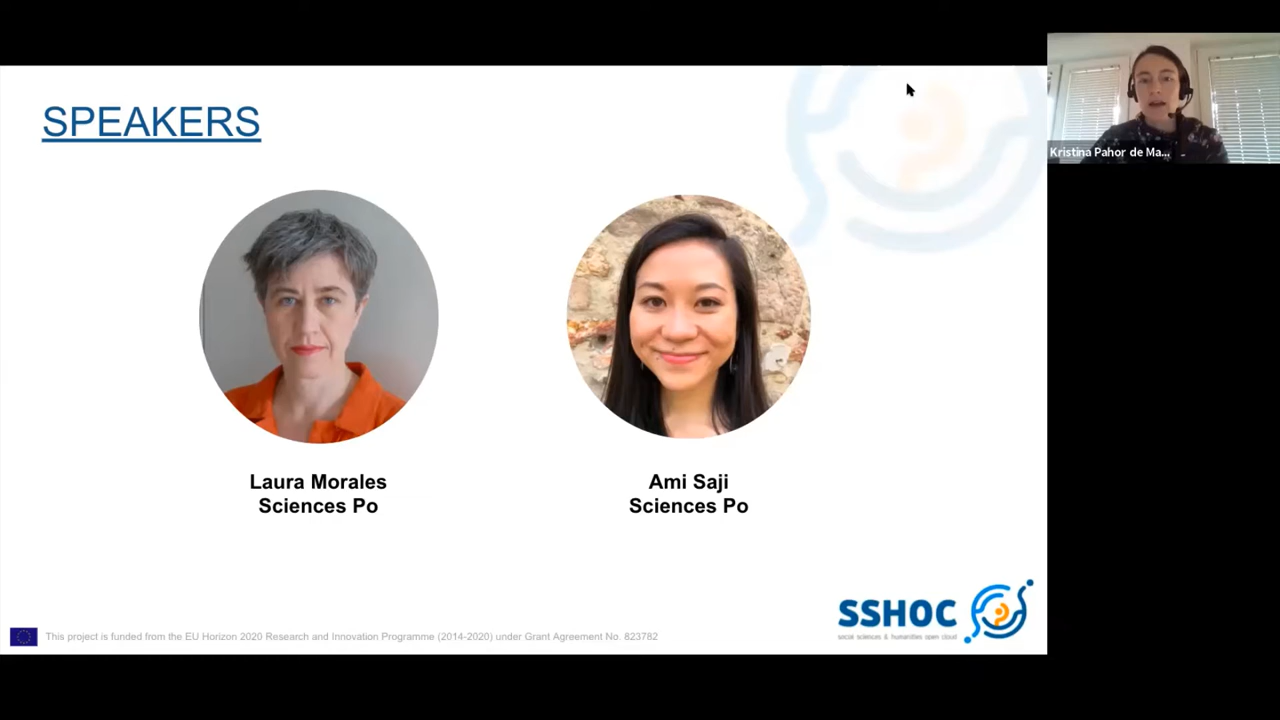 SPEAKERS
Kristina Pahor de Ma...
Laura Morales
Sciences Po
Ami Saji
Sciences Po
SSHOC
social sciences & humanities open cloud
This project is funded from the EU Horizon 2020 Research and Innovation Programme (2014-2020) under Grant Agreement No. 823782